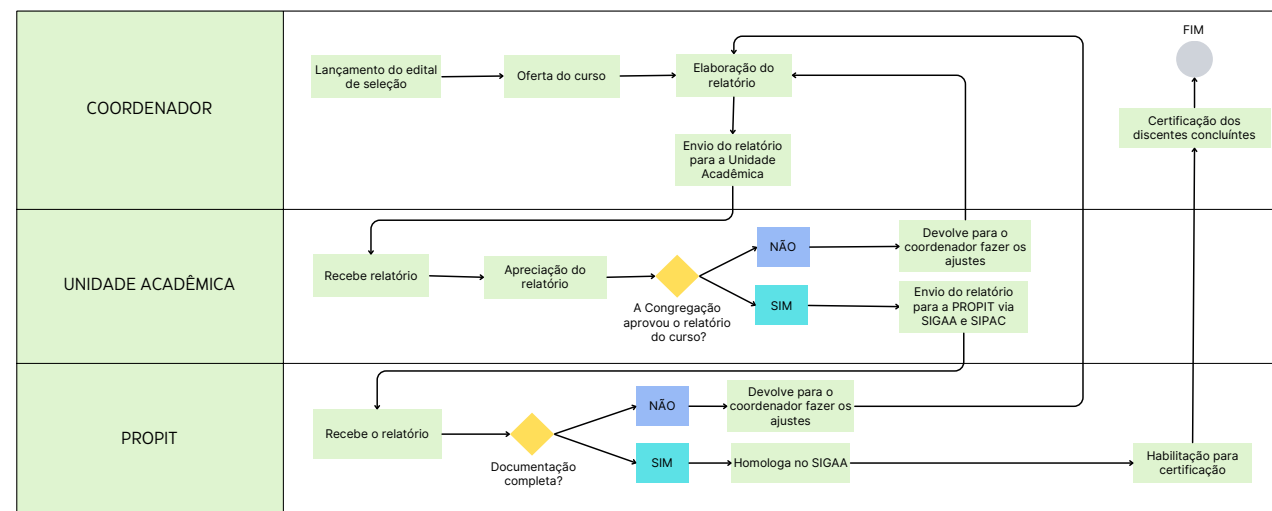 COORDENADOR
Lançamento do edital
de seleção
Oferta do curso
Elaboração do
relatório
Envio do relatório
para a Unidade
Acadêmica
FIM
Certificação dos
discentes concluíntes
UNIDADE ACADÊMICA
Recebe relatório
Apreciação do
relatório
A Congregação
aprovou o relatório
do curso?
NÃO
SIM
Devolve para o
coordenador fazer os
ajustes
Envio do relatório
para a PROPIT via
SIGAA e SIPAC
PROPIT
Recebe o relatório
Documentação
completa?
NÃO
SIM
Devolve para o
coordenador fazer os
ajustes
Homologa no SIGAA
Habilitação para
certificação